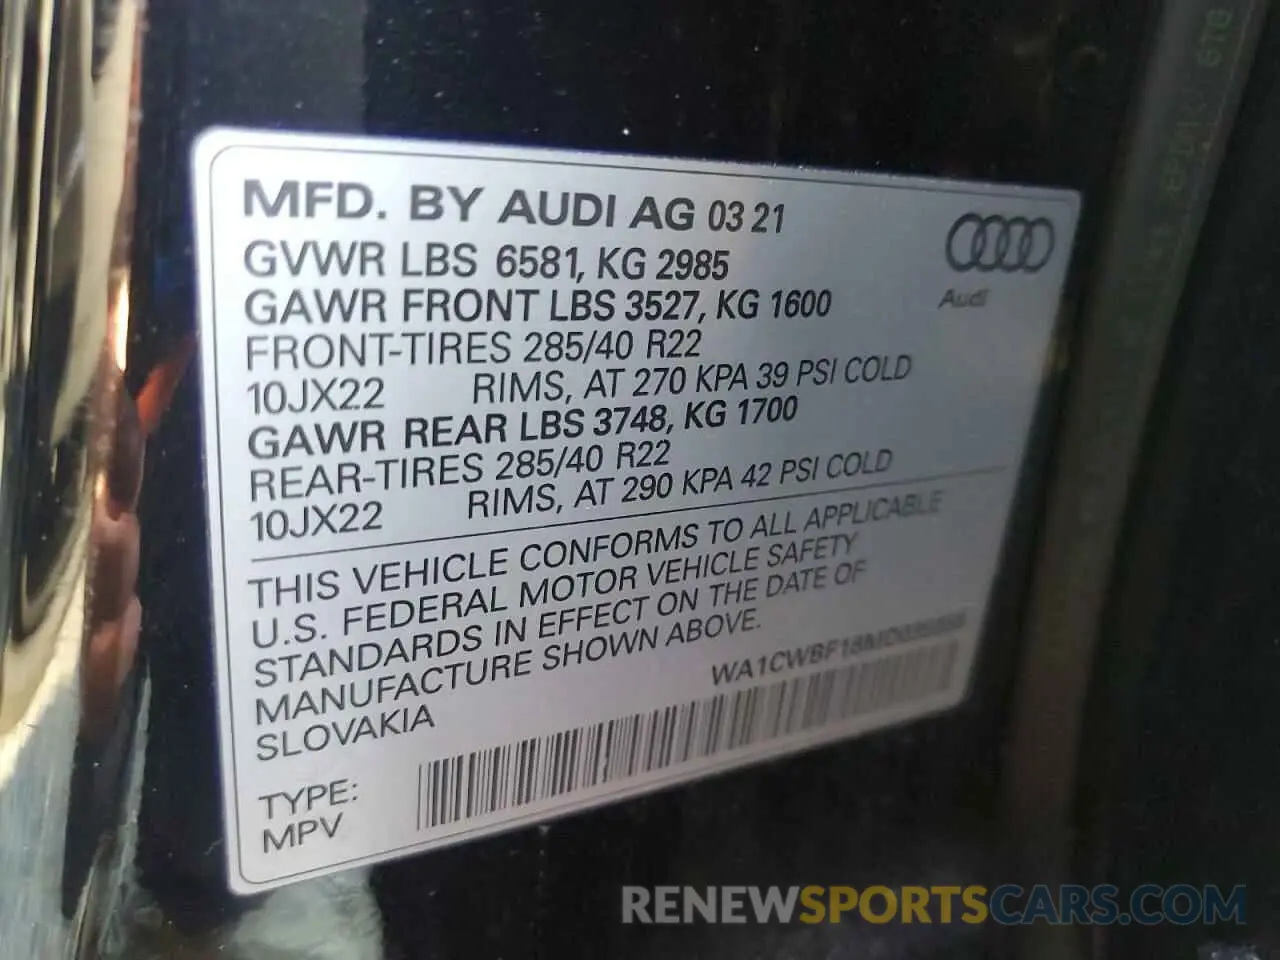 MFD. BY AUDI AG 03 21
GVWR LBS 6581, KG 2985
GAWR FRONT LBS 3527, KG 1600
FRONT-TIRES 285/40 R22
10JX22 RIMS, AT 270 KPA 39 PSI COLD
GAWR REAR LBS 3748, KG 1700
REAR-TIRES 285/40 R22
10JX22 RIMS, AT 290 KPA 42 PSI COLD
THIS VEHICLE CONFORMS TO ALL APPLICABLE
U.S. FEDERAL MOTOR VEHICLE SAFETY
STANDARDS IN EFFECT ON THE DATE OF
MANUFACTURE SHOWN ABOVE.
SLOVAKIA
TYPE:
MPV
Audi
RENEWSPORTSCARS.COM